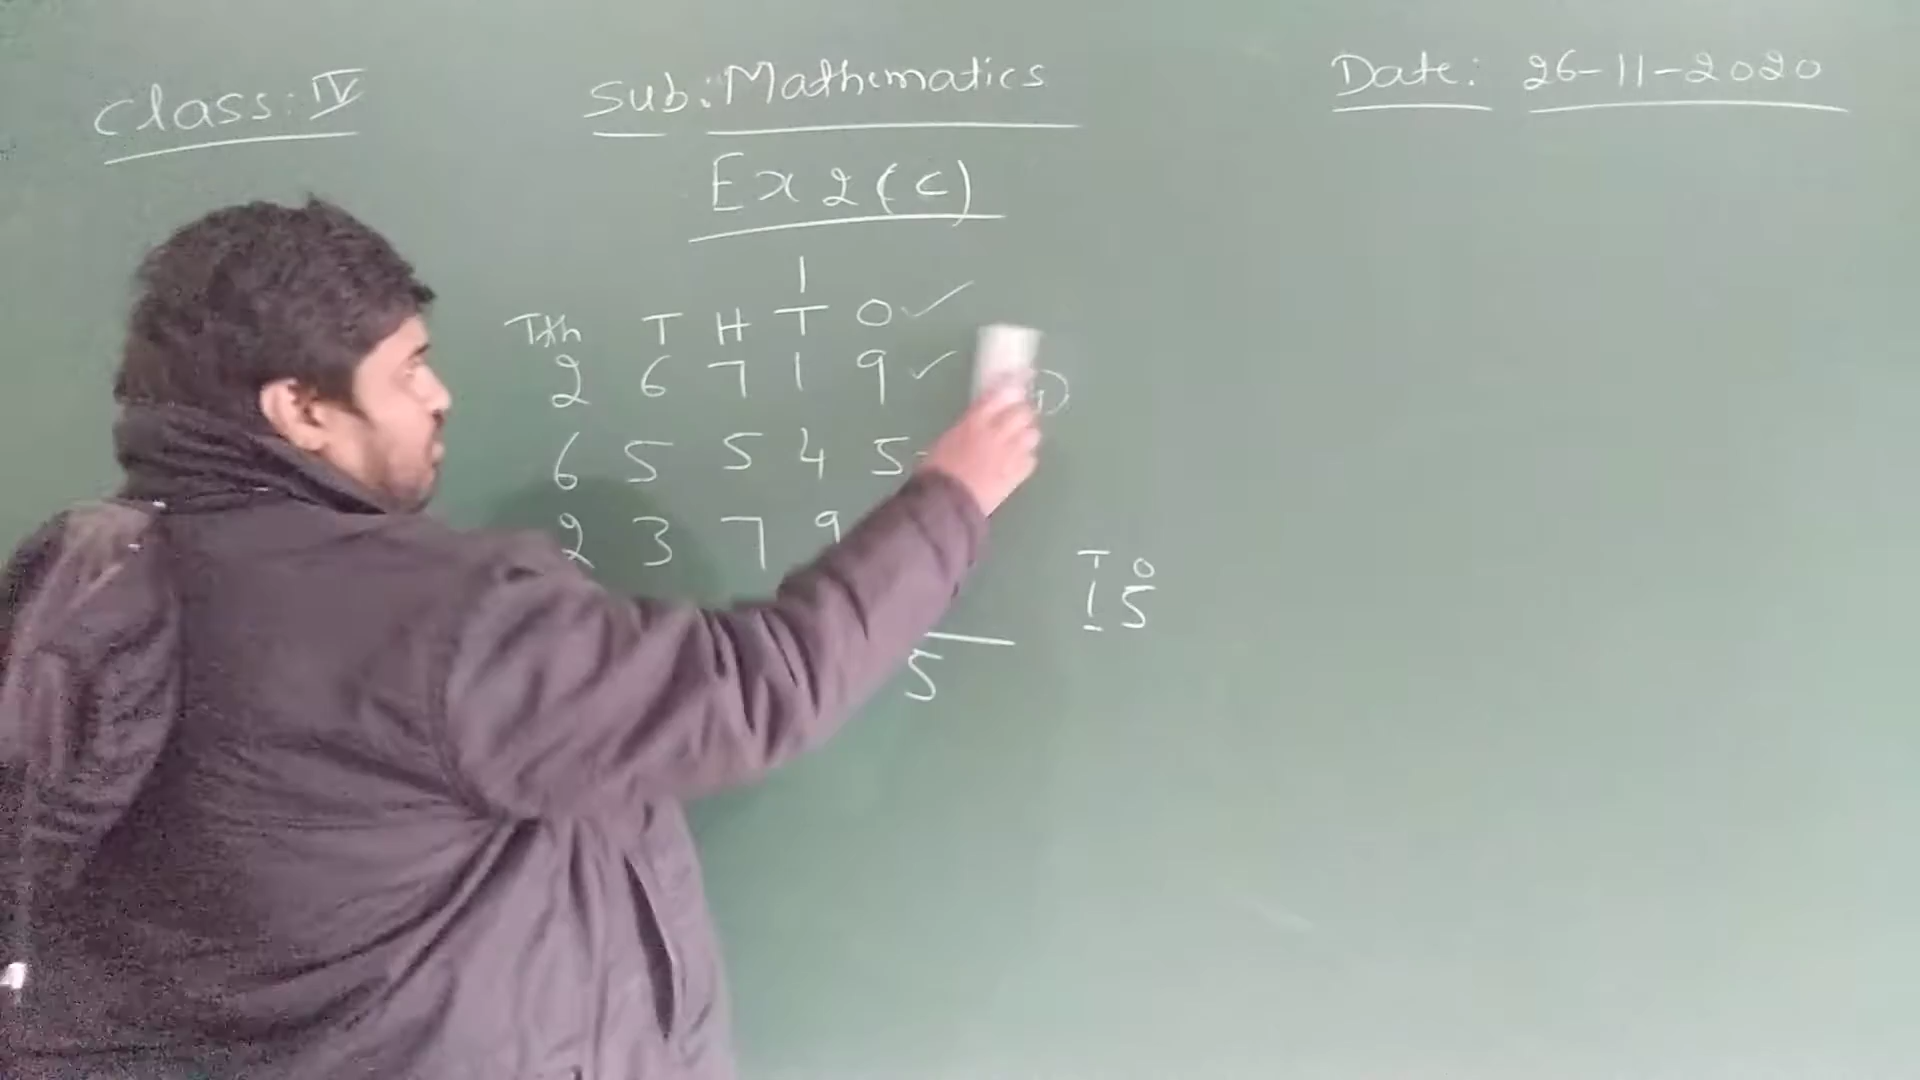 Class: IV
Sub: Mathematics
Date: 26-11-2020
Ex 2(c)
1
Tth T H T O ✓
2 6 7 1 9 ✓
6 5 5 4 5
2 3 7 9
T O
1 5
5